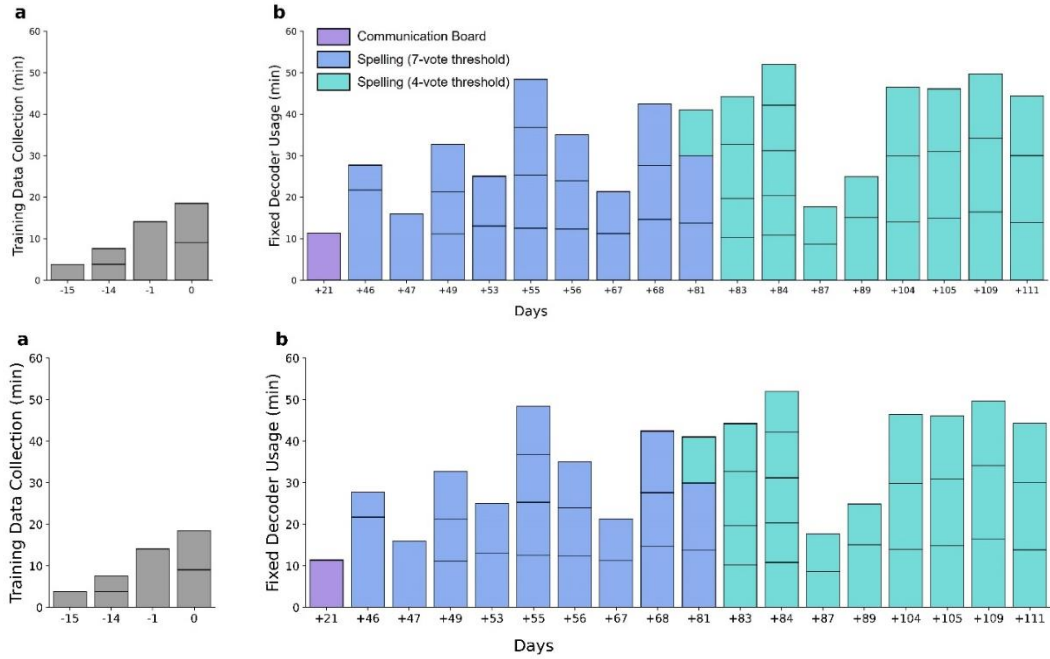 a
Training Data Collection (min)
60
50
40
30
20
10
0
-15 -14 -1 0
b
Communication Board
Spelling (7-vote threshold)
Spelling (4-vote threshold)
Fixed Decoder Usage (min)
60
50
40
30
20
10
0
+21 +46 +47 +49 +53 +55 +56 +67 +68 +81 +83 +84 +87 +89 +104 +105 +109 +111
Days
a
Training Data Collection (min)
60
50
40
30
20
10
0
-15 -14 -1 0
b
Fixed Decoder Usage (min)
60
50
40
30
20
10
0
+21 +46 +47 +49 +53 +55 +56 +67 +68 +81 +83 +84 +87 +89 +104 +105 +109 +111
Days